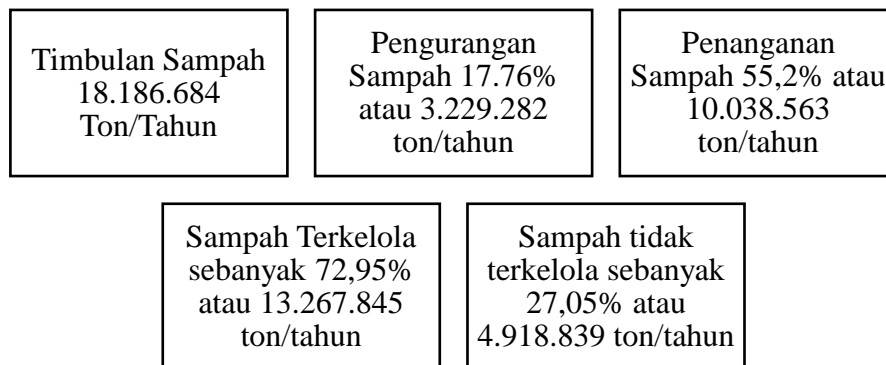 Timbulan Sampah
18.186.684
Ton/Tahun
Pengurangan
Sampah 17.76%
atau 3.229.282
ton/tahun
Penanganan
Sampah 55,2% atau
10.038.563
ton/tahun
Sampah Terkelola
sebanyak 72,95%
atau 13.267.845
ton/tahun
Sampah tidak
terkelola sebanyak
27,05% atau
4.918.839 ton/tahun